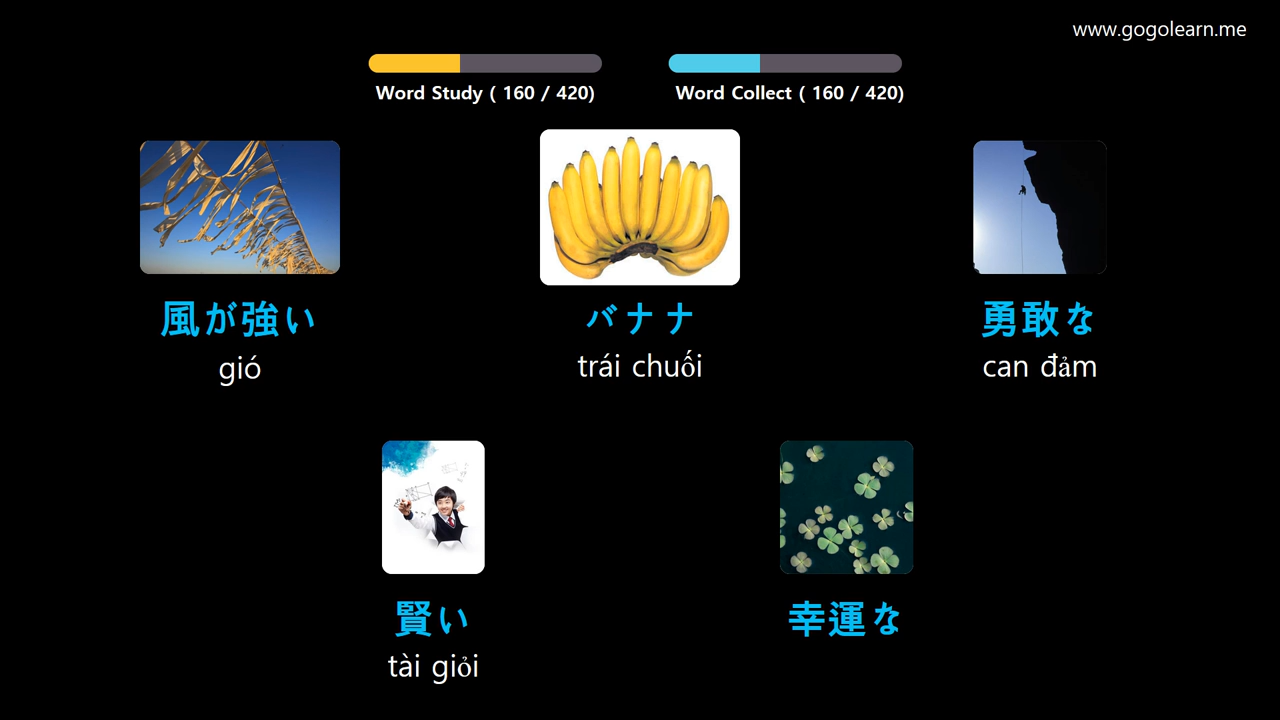 www.gogolearn.me
Word Study ( 160 / 420)
Word Collect ( 160 / 420)
風が強い
gió
バナナ
trái chuối
勇敢な
can đảm
賢い
tài giỏi
幸運な